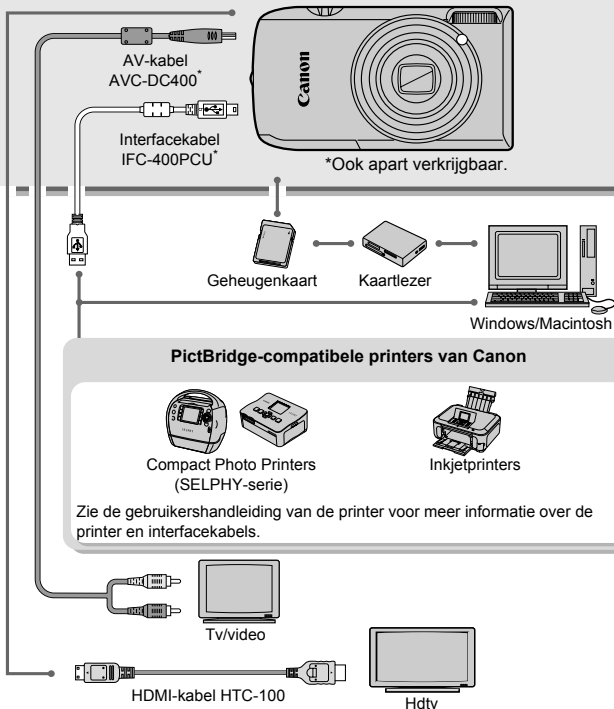 AV-kabel
AVC-DC400*
Canon
Interfacekabel
IFC-400PCU*
*Ook apart verkrijgbaar.
Geheugenkaart
Kaartlezer
Windows/Macintosh
PictBridge-compatibele printers van Canon
Compact Photo Printers
(SELPHY-serie)
Inkjetprinters
Zie de gebruikershandleiding van de printer voor meer informatie over de
printer en interfacekabels.
Tv/video
HDMI-kabel HTC-100
Hdtv